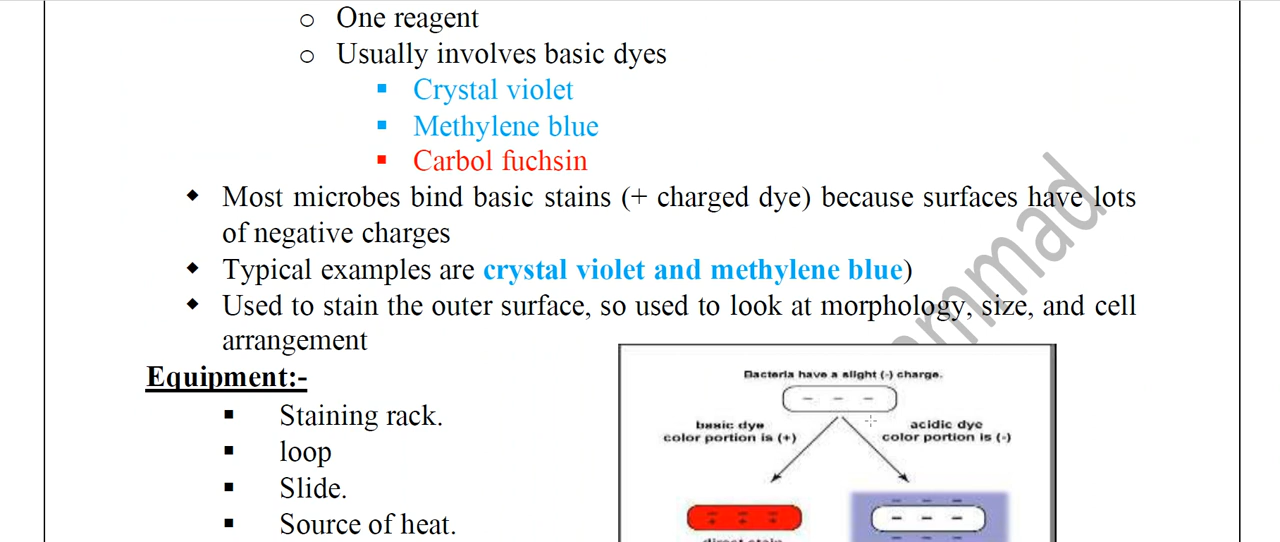 o One reagent
o Usually involves basic dyes
▪ Crystal violet
▪ Methylene blue
▪ Carbol fuchsin
◆ Most microbes bind basic stains (+ charged dye) because surfaces have lots
of negative charges
◆ Typical examples are crystal violet and methylene blue)
◆ Used to stain the outer surface, so used to look at morphology, size, and cell
arrangement
Equipment:-
▪ Staining rack.
▪ loop
▪ Slide.
▪ Source of heat.
Bacteria have a slight (-) charge.
- - -
basic dye
color portion is (+)
acidic dye
color portion is (-)
direct stain